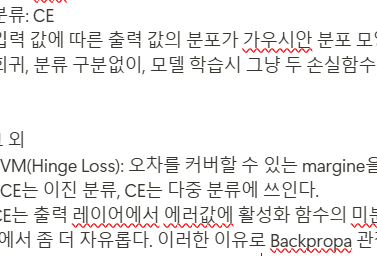 분류: CE
입력 값에 따른 출력 값의 분포가 가우시안 분포 모양
회귀, 분류 구분없이, 모델 학습시 그냥 두 손실함수
외
VM(Hinge Loss): 오차를 커버할 수 있는 margine을
CE는 이진 분류, CE는 다중 분류에 쓰인다.
CE는 출력 레이어에서 에러값에 활성화 함수의 미분
에서 좀 더 자유롭다. 이러한 이유로 Backpropa 관